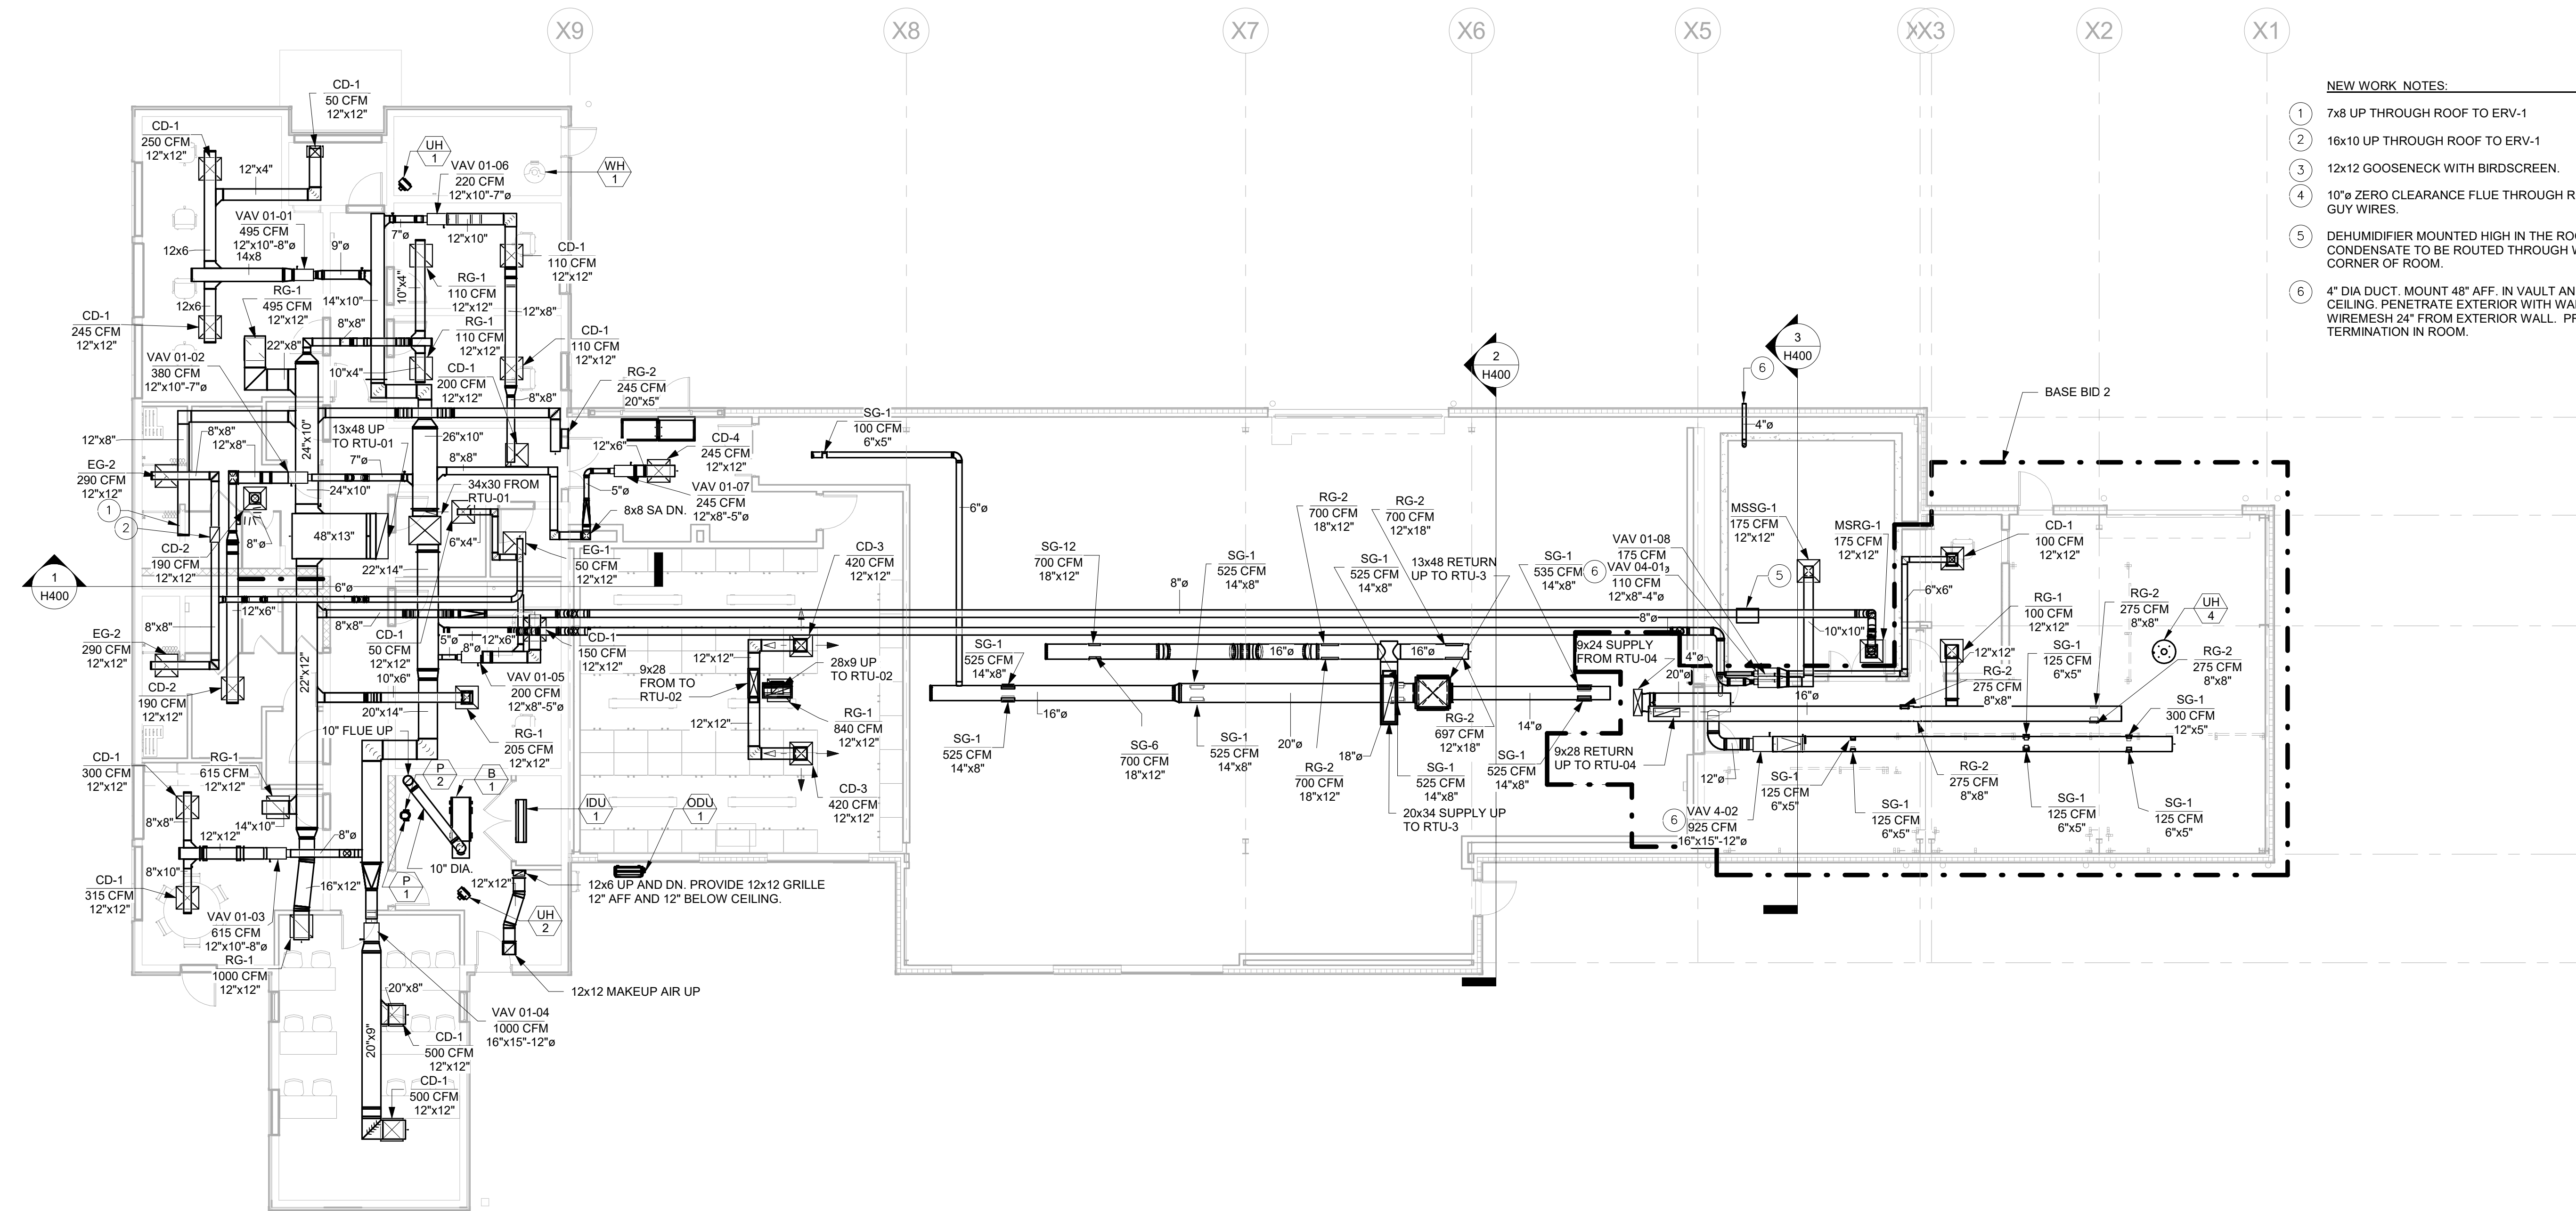 X9
X8
X7
X6
X5
X3
X2
X1
NEW WORK NOTES:
1
7x8 UP THROUGH ROOF TO ERV-1
2
16x10 UP THROUGH ROOF TO ERV-1
3
12x12 GOOSENECK WITH BIRDSCREEN.
4
10"ø ZERO CLEARANCE FLUE THROUGH R
GUY WIRES.
5
DEHUMIDIFIER MOUNTED HIGH IN THE RO
CONDENSATE TO BE ROUTED THROUGH W
CORNER OF ROOM.
6
4" DIA DUCT. MOUNT 48" AFF. IN VAULT AN
CEILING. PENETRATE EXTERIOR WITH WA
WIREMESH 24" FROM EXTERIOR WALL. PR
TERMINATION IN ROOM.
CD-1
50 CFM
12"x12"
CD-1
250 CFM
12"x12"
12"x4"
UH
1
VAV 01-06
220 CFM
12"x10"-7"ø
WH
1
VAV 01-01
495 CFM
12"x10"-8"ø
14x8
9"ø
7"ø
12"x10"
12x6
CD-1
110 CFM
12"x12"
RG-1
110 CFM
12"x12"
10"x4"
RG-1
495 CFM
12"x12"
14"x10"
12x6
12"x8"
CD-1
245 CFM
12"x12"
8"x8"
RG-1
110 CFM
12"x12"
CD-1
110 CFM
12"x12"
22"x8"
VAV 01-02
380 CFM
12"x10"-7"ø
10"x4"
CD-1
200 CFM
12"x12"
RG-2
245 CFM
20"x5"
8"x8"
2
H400
3
H400
6
BASE BID 2
SG-1
100 CFM
6"x5"
4"ø
12"x8"
8"x8"
12"x8"
24"x10"
13x48 UP
TO RTU-01
26"x10"
7"ø
8"x8"
12"x6"
CD-4
245 CFM
12"x12"
EG-2
290 CFM
12"x12"
24"x10"
34x30 FROM
RTU-01
5"ø
VAV 01-07
245 CFM
12"x8"-5"ø
8x8 SA DN.
6"ø
1
2
48"x13"
8"ø
6"x4"
CD-2
190 CFM
12"x12"
22"x14"
EG-1
50 CFM
12"x12"
CD-3
420 CFM
12"x12"
SG-12
700 CFM
18"x12"
SG-1
525 CFM
14"x8"
RG-2
700 CFM
18"x12"
RG-2
700 CFM
12"x18"
SG-1
525 CFM
14"x8"
13x48 RETURN
UP TO RTU-3
SG-1
535 CFM
14"x8"
VAV 01-08
175 CFM
6
VAV 04-01
110 CFM
12"x8"-4"ø
MSSG-1
175 CFM
12"x12"
MSRG-1
175 CFM
12"x12"
5
CD-1
100 CFM
12"x12"
1
H400
6"ø
12"x6"
8"x8"
8"ø
8"ø
8"x8"
10"x10"
6"x6"
RG-1
100 CFM
12"x12"
RG-2
275 CFM
8"x8"
UH
4
EG-2
290 CFM
12"x12"
CD-1
50 CFM
12"x12"
10"x6"
5"ø
8"ø
12"x6"
CD-1
150 CFM
12"x12"
12"x12"
SG-1
525 CFM
14"x8"
16"ø
16"ø
9x24 SUPPLY
FROM RTU-04
4"ø
20"ø
12"x12"
SG-1
125 CFM
6"x5"
RG-2
275 CFM
8"x8"
22"x12"
CD-2
190 CFM
12"x12"
VAV 01-05
200 CFM
12"x8"-5"ø
9x28
FROM TO
RTU-02
28x9 UP
TO RTU-02
RG-2
275 CFM
8"x8"
16"ø
20"x14"
12"x12"
RG-1
840 CFM
12"x12"
16"ø
20"ø
RG-2
697 CFM
12"x18"
14"ø
SG-1
300 CFM
12"x5"
10" FLUE UP
RG-1
205 CFM
12"x12"
SG-1
525 CFM
14"x8"
SG-6
700 CFM
18"x12"
SG-1
525 CFM
14"x8"
18"ø
RG-2
700 CFM
18"x12"
SG-1
525 CFM
14"x8"
SG-1
525 CFM
14"x8"
9x28 RETURN
UP TO RTU-04
12"ø
SG-1
125 CFM
6"x5"
RG-2
275 CFM
8"x8"
CD-1
300 CFM
12"x12"
RG-1
615 CFM
12"x12"
P
2
B
1
IDU
1
ODU
1
CD-3
420 CFM
12"x12"
20x34 SUPPLY UP
TO RTU-3
6
VAV 4-02
925 CFM
16"x15"-12"ø
SG-1
125 CFM
6"x5"
SG-1
125 CFM
6"x5"
SG-1
125 CFM
6"x5"
8"x8"
14"x10"
12"x12"
8"ø
10" DIA.
8"x10"
CD-1
315 CFM
12"x12"
16"x12"
P
1
12"x12"
12x6 UP AND DN. PROVIDE 12x12 GRILLE
12" AFF AND 12" BELOW CEILING.
VAV 01-03
615 CFM
12"x10"-8"ø
UH
2
RG-1
1000 CFM
12"x12"
12x12 MAKEUP AIR UP
20"x8"
VAV 01-04
1000 CFM
16"x15"-12"ø
20"x9"
CD-1
500 CFM
12"x12"
CD-1
500 CFM
12"x12"